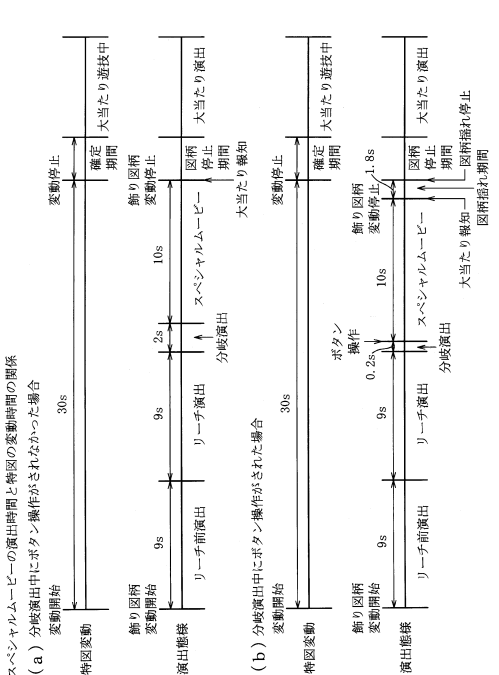 スペシャルムービーの演出時間と特図の変動時間の関係
(a) 分岐演出中にボタン操作がされなかった場合
変動開始
変動停止
30s
特図変動
確定
期間
大当たり遊技中
飾り図柄
変動開始
飾り図柄
変動停止
9s
9s
2s
10s
演出態様
リーチ前演出
リーチ演出
スペシャルムービー
図柄
停止
期間
大当たり演出
分岐演出
大当たり報知
(b) 分岐演出中にボタン操作がされた場合
変動開始
変動停止
30s
特図変動
確定
期間
大当たり遊技中
飾り図柄
変動開始
ボタン
操作
飾り図柄
変動停止
9s
9s
0.2s
10s
1.8s
演出態様
リーチ前演出
リーチ演出
スペシャルムービー
図柄
停止
期間
大当たり演出
分岐演出
大当たり報知
図柄揺れ停止
図柄揺れ期間